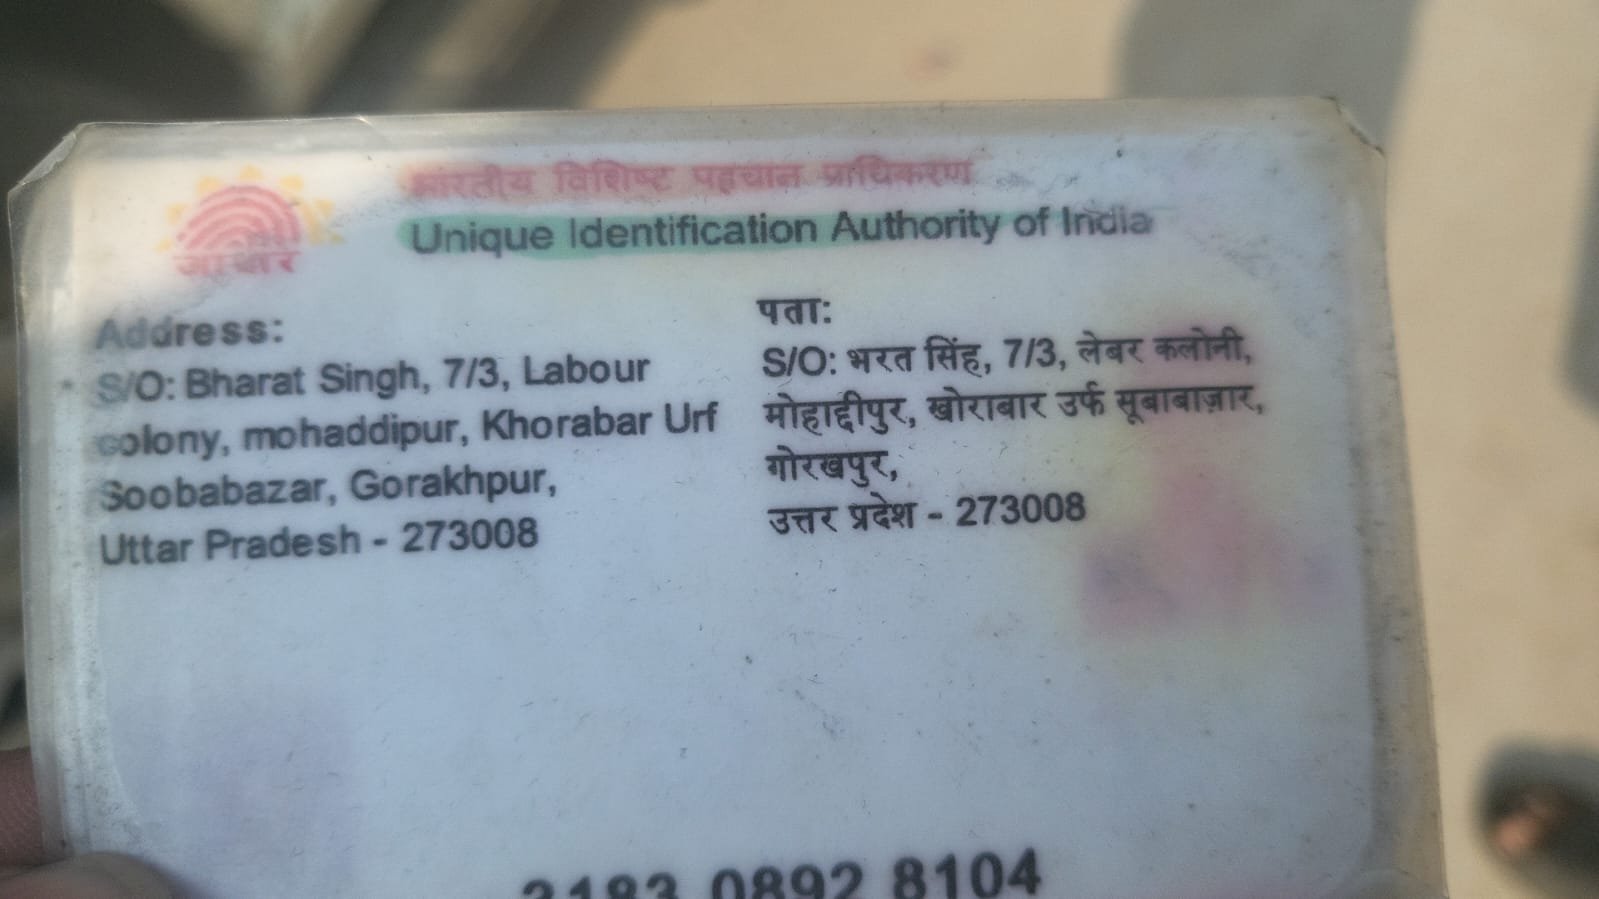 भारतीय विशिष्ट पहचान प्राधिकरण
Unique Identification Authority of India
आधार
Address:
S/O: Bharat Singh, 7/3, Labour
colony, mohaddipur, Khorabar Urf
Soobabazar, Gorakhpur,
Uttar Pradesh - 273008
पता:
S/O: भरत सिंह, 7/3, लेबर कलोनी,
मोहाद्दीपुर, खोराबार उर्फ सूबाबाज़ार,
गोरखपुर,
उत्तर प्रदेश - 273008
0892 8104